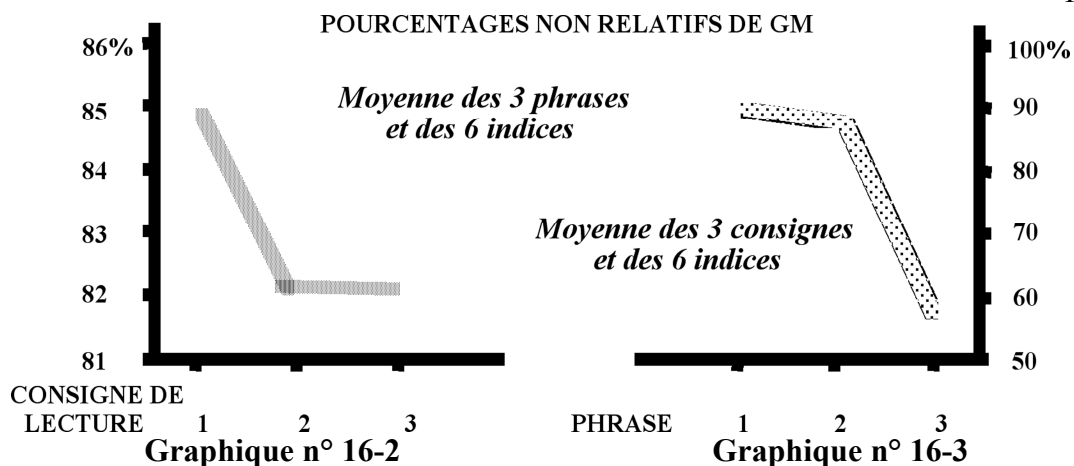 POURCENTAGES NON RELATIFS DE GM
86%
85
84
83
82
81
Moyenne des 3 phrases
et des 6 indices
CONSIGNE DE
LECTURE 1 2 3
Graphique n° 16-2
100%
90
80
70
60
50
Moyenne des 3 consignes
et des 6 indices
PHRASE 1 2 3
Graphique n° 16-3